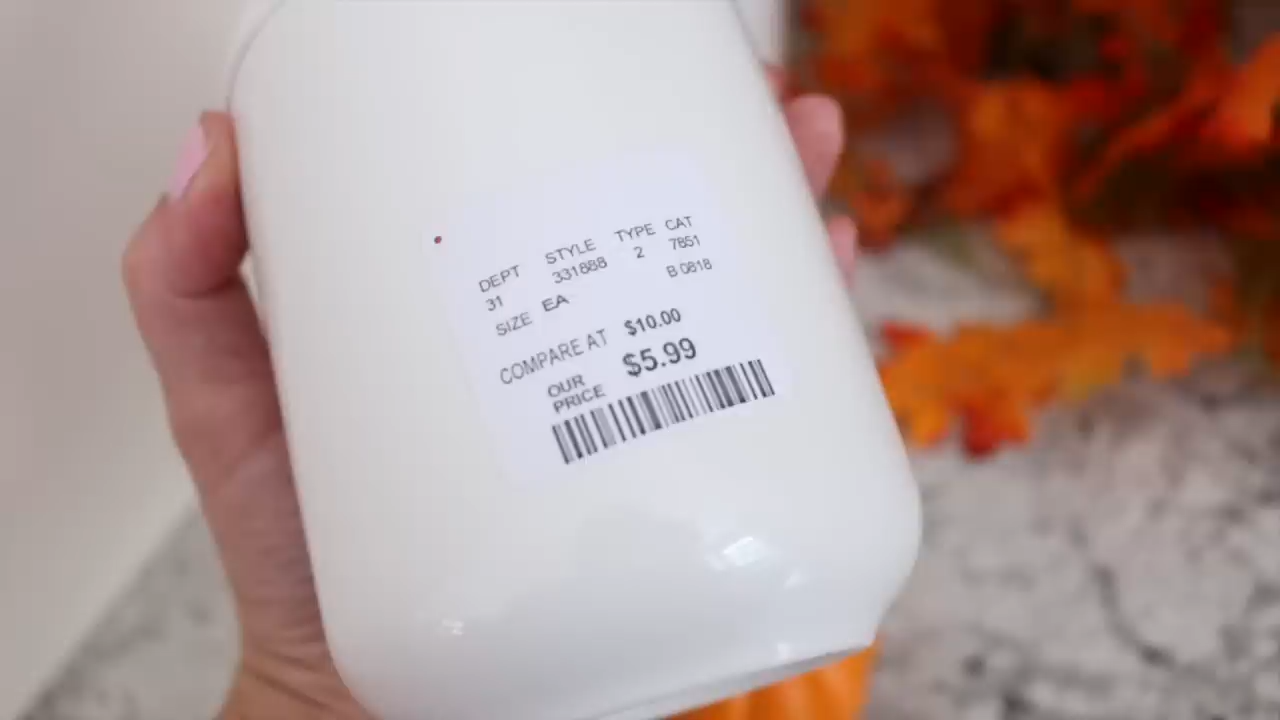 DEPT STYLE TYPE CAT
31 331888 2 7851
SIZE EA B 0818
COMPARE AT $10.00
OUR PRICE $5.99